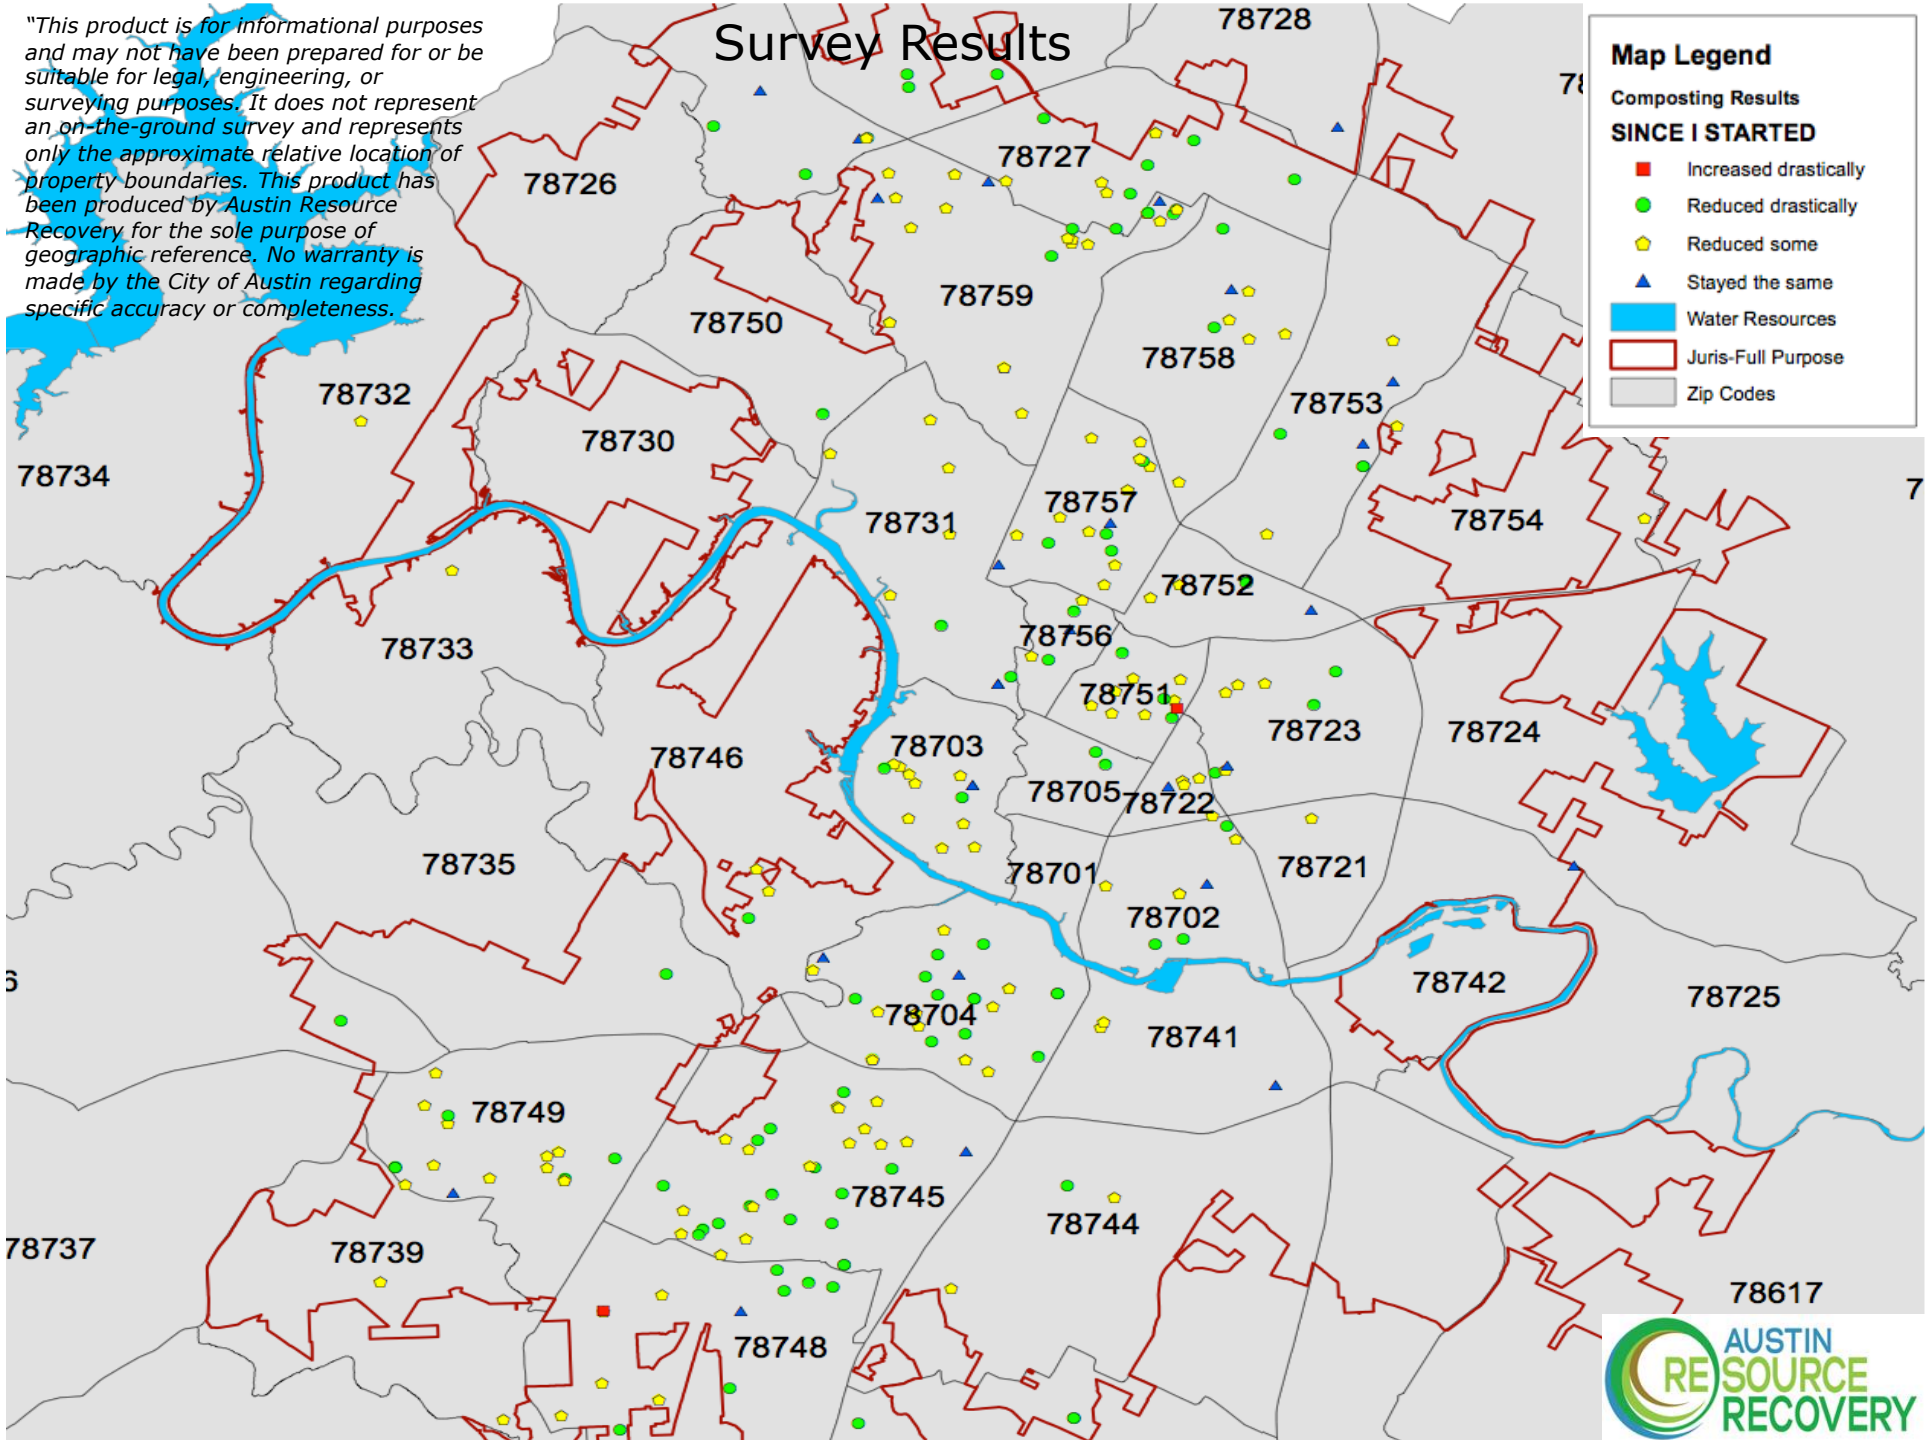 "This product is for informational purposes
and may not have been prepared for or be
suitable for legal, engineering, or
surveying purposes. It does not represent
an on-the-ground survey and represents
only the approximate relative location of
property boundaries. This product has
been produced by Austin Resource
Recovery for the sole purpose of
geographic reference. No warranty is
made by the City of Austin regarding
specific accuracy or completeness.
Survey Results
Map Legend
Composting Results
SINCE I STARTED
Increased drastically
Reduced drastically
Reduced some
Stayed the same
Water Resources
Juris-Full Purpose
Zip Codes
78728
78727
78726
78759
78750
78758
78732
78753
78730
78734
78757
78731
78754
78752
78756
78733
78751
78723
78724
78703
78746
78705
78722
78735
78701
78721
78702
78742
78725
78704
78741
78749
78745
78744
78737
78739
78617
78748
AUSTIN
RESOURCE
RECOVERY